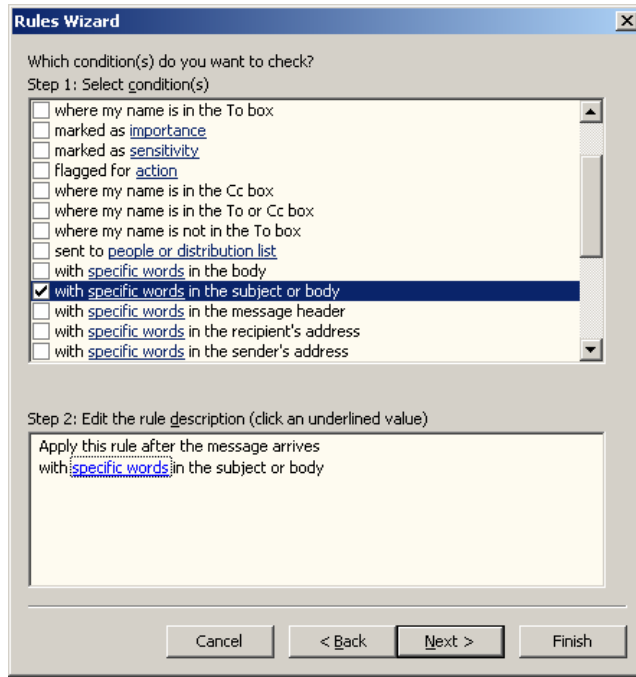 Rules Wizard
Which condition(s) do you want to check?
Step 1: Select condition(s)
where my name is in the To box
marked as importance
marked as sensitivity
flagged for action
where my name is in the Cc box
where my name is in the To or Cc box
where my name is not in the To box
sent to people or distribution list
with specific words in the body
with specific words in the subject or body
with specific words in the message header
with specific words in the recipient's address
with specific words in the sender's address
Step 2: Edit the rule description (click an underlined value)
Apply this rule after the message arrives
with specific words in the subject or body
Cancel < Back Next > Finish